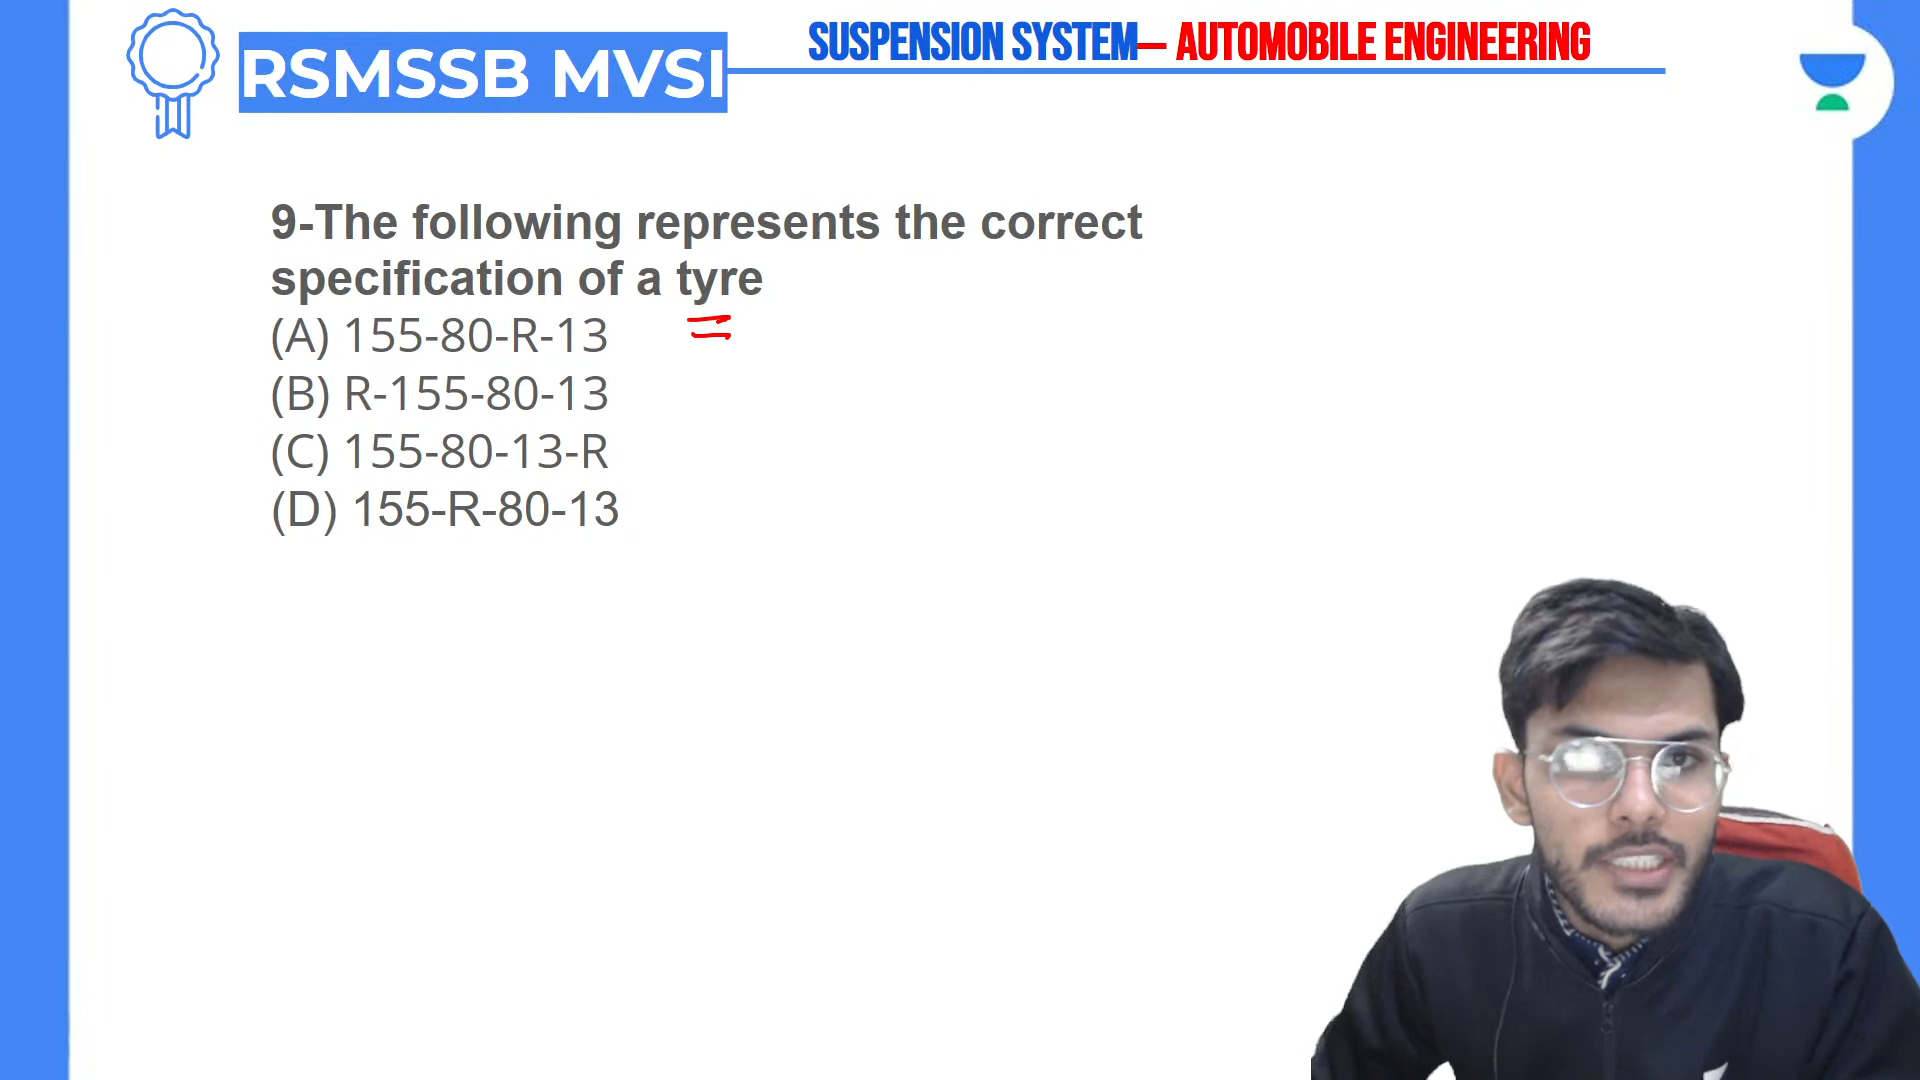 RSMSSB MVSI
SUSPENSION SYSTEM– AUTOMOBILE ENGINEERING
9-The following represents the correct
specification of a tyre
(A) 155-80-R-13
(B) R-155-80-13
(C) 155-80-13-R
(D) 155-R-80-13